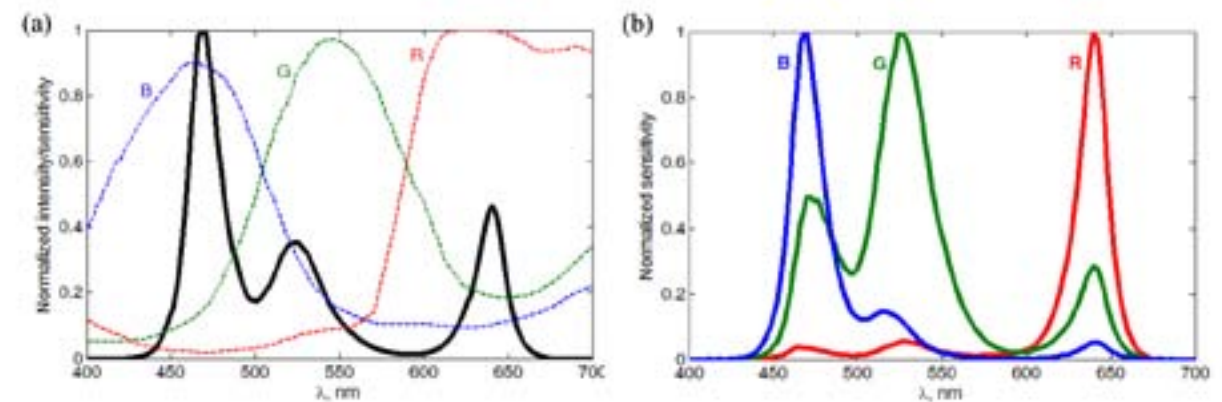 (a)
1
0.8
0.6
0.4
0.2
0
Normalized intensity/sensitivity
B
G
R
400 450 500 550 600 650 700
λ, nm
(b)
1
0.8
0.6
0.4
0.2
0
Normalized sensitivity
B
G
R
400 450 500 550 600 650 700
λ, nm